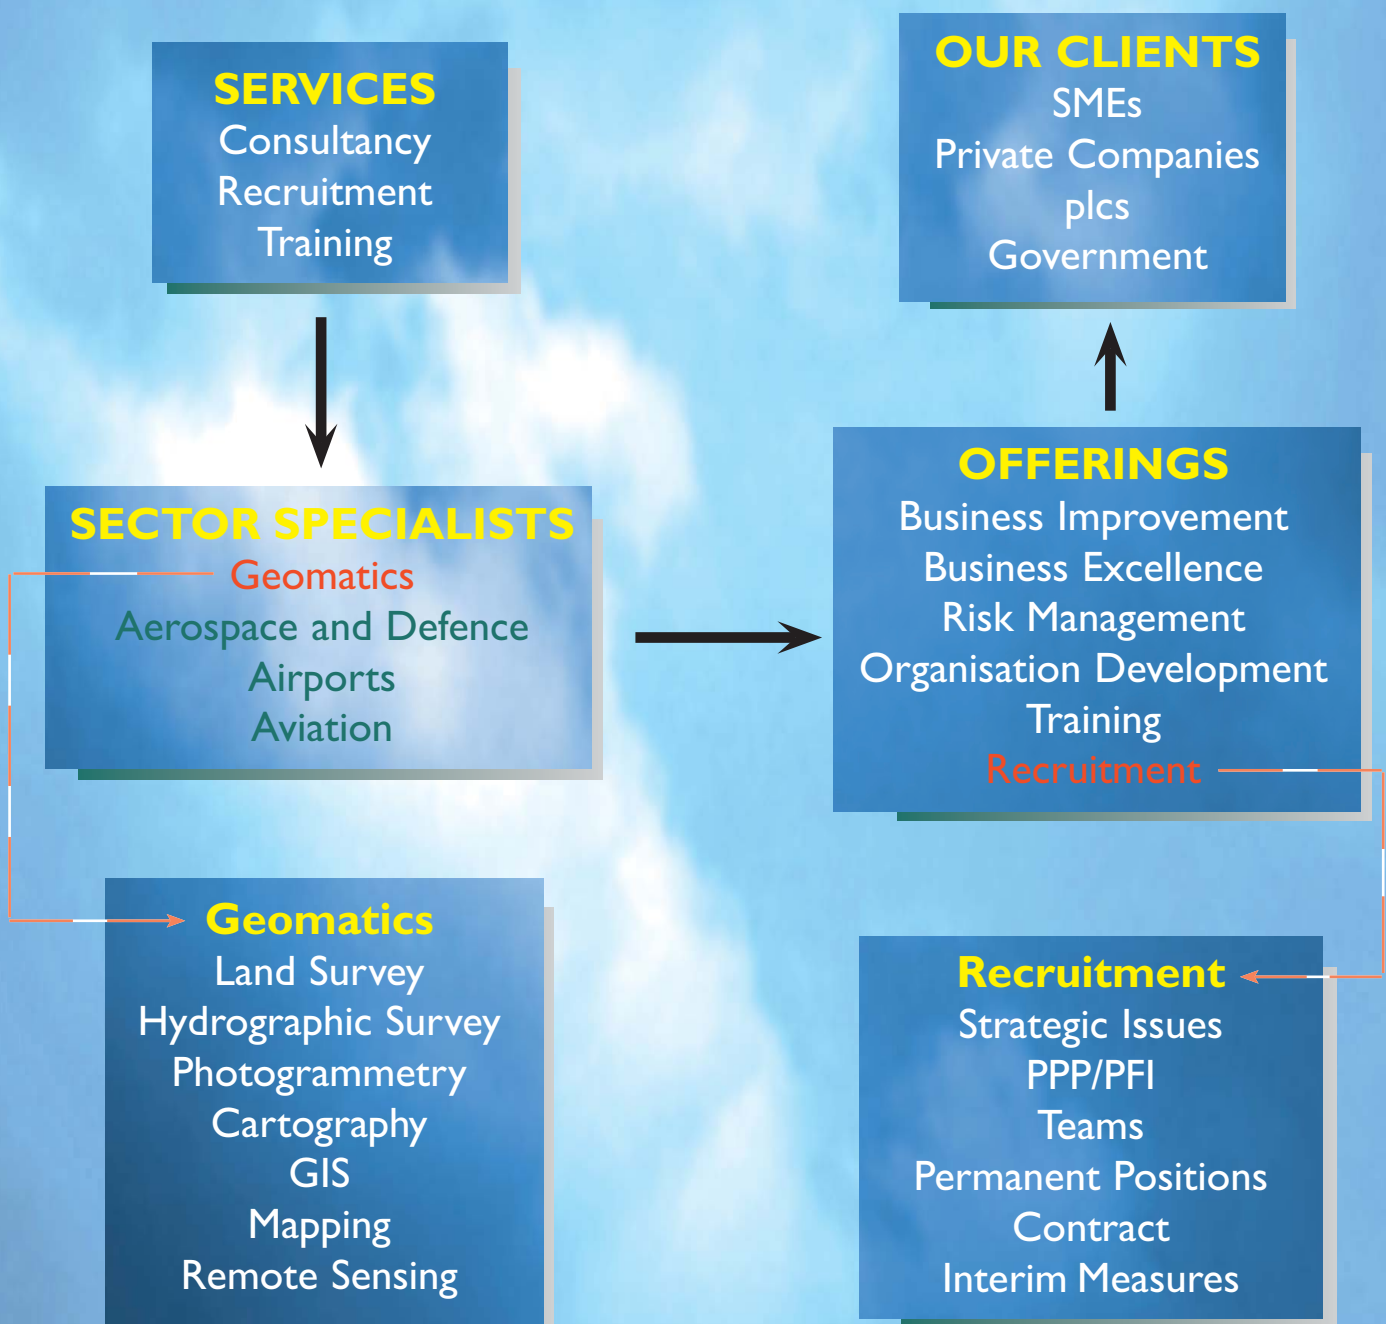 SERVICES
Consultancy
Recruitment
Training
OUR CLIENTS
SMEs
Private Companies
plcs
Government
SECTOR SPECIALISTS
Geomatics
Aerospace and Defence
Airports
Aviation
OFFERINGS
Business Improvement
Business Excellence
Risk Management
Organisation Development
Training
Recruitment
Geomatics
Land Survey
Hydrographic Survey
Photogrammetry
Cartography
GIS
Mapping
Remote Sensing
Recruitment
Strategic Issues
PPP/PFI
Teams
Permanent Positions
Contract
Interim Measures